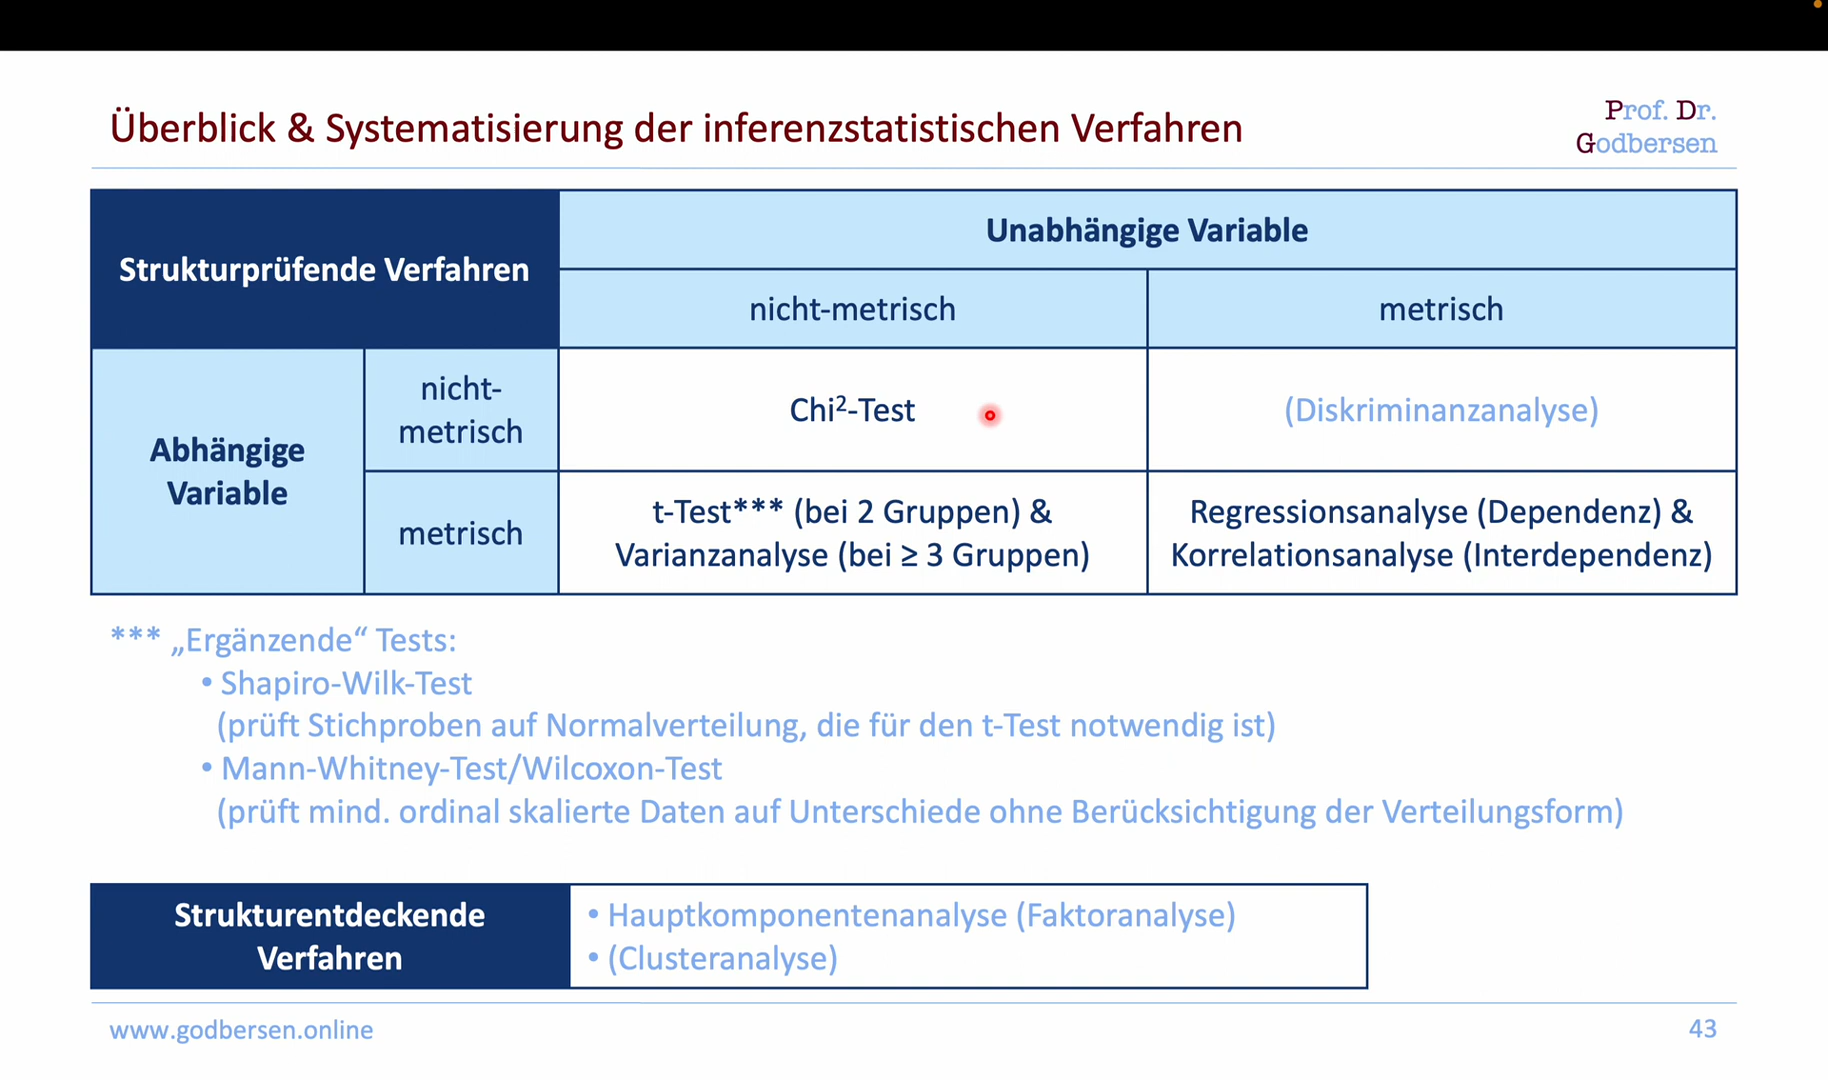 Überblick & Systematisierung der inferenzstatistischen Verfahren
Prof. Dr.
Godbersen
Strukturprüfende Verfahren
Unabhängige Variable
nicht-metrisch
metrisch
Abhängige
Variable
nicht-
metrisch
Chi²-Test
(Diskriminanzanalyse)
metrisch
t-Test*** (bei 2 Gruppen) &
Varianzanalyse (bei ≥ 3 Gruppen)
Regressionsanalyse (Dependenz) &
Korrelationsanalyse (Interdependenz)
*** „Ergänzende“ Tests:
• Shapiro-Wilk-Test
(prüft Stichproben auf Normalverteilung, die für den t-Test notwendig ist)
• Mann-Whitney-Test/Wilcoxon-Test
(prüft mind. ordinal skalierte Daten auf Unterschiede ohne Berücksichtigung der Verteilungsform)
Strukturentdeckende
Verfahren
• Hauptkomponentenanalyse (Faktoranalyse)
• (Clusteranalyse)
www.godbersen.online
43